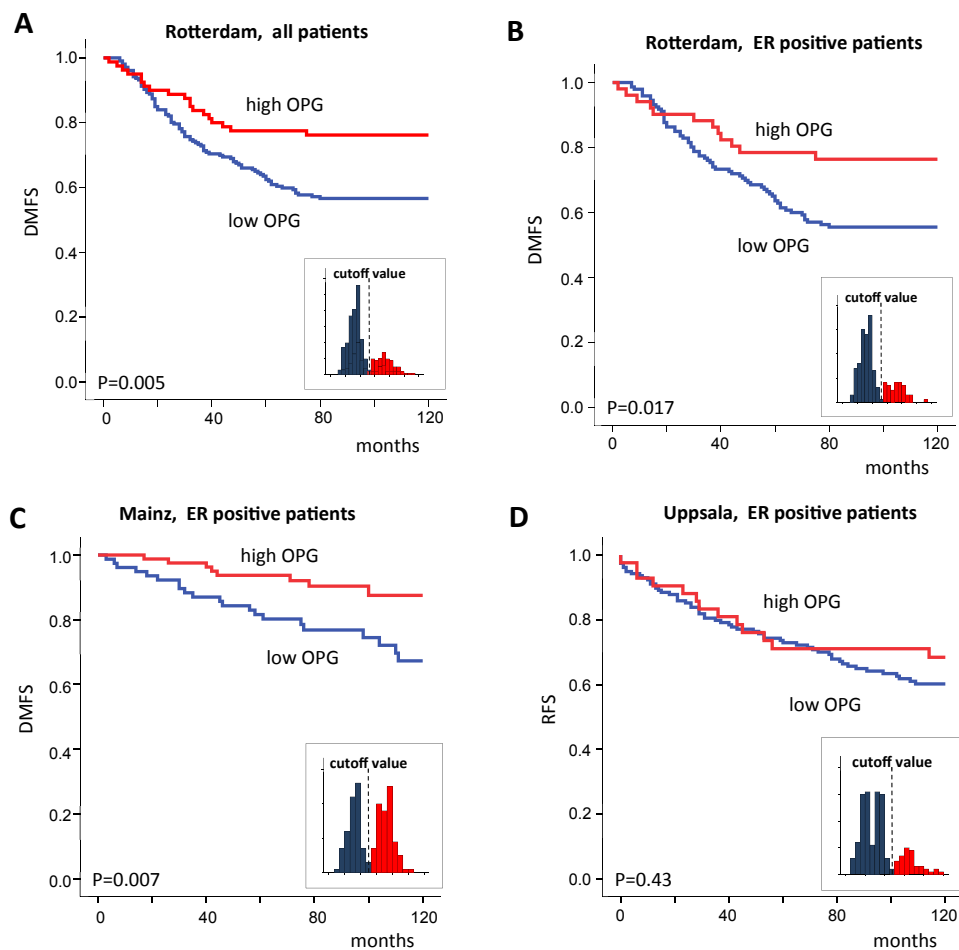 A
Rotterdam, all patients
1.0
0.8
0.6
0.4
0.2
0.0
DMFS
high OPG
low OPG
cutoff value
P=0.005
0 40 80 120
months
B
Rotterdam, ER positive patients
1.0
0.8
0.6
0.4
0.2
0.0
DMFS
high OPG
low OPG
cutoff value
P=0.017
0 40 80 120
months
C
Mainz, ER positive patients
1.0
0.8
0.6
0.4
0.2
0.0
DMFS
high OPG
low OPG
cutoff value
P=0.007
0 40 80 120
months
D
Uppsala, ER positive patients
1.0
0.8
0.6
0.4
0.2
0.0
RFS
high OPG
low OPG
cutoff value
P=0.43
0 40 80 120
months